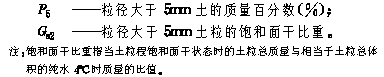 P₅ ——粒径大于 5mm 土的质量百分数(%)；
Gₛ₂ ——粒径大于 5mm 土粒的饱和面干比重。
注：饱和面干比重指当土粒程饱和面干状态时的土粒总质量与相当于土粒总体
积的纯水 4℃时质量的比值。